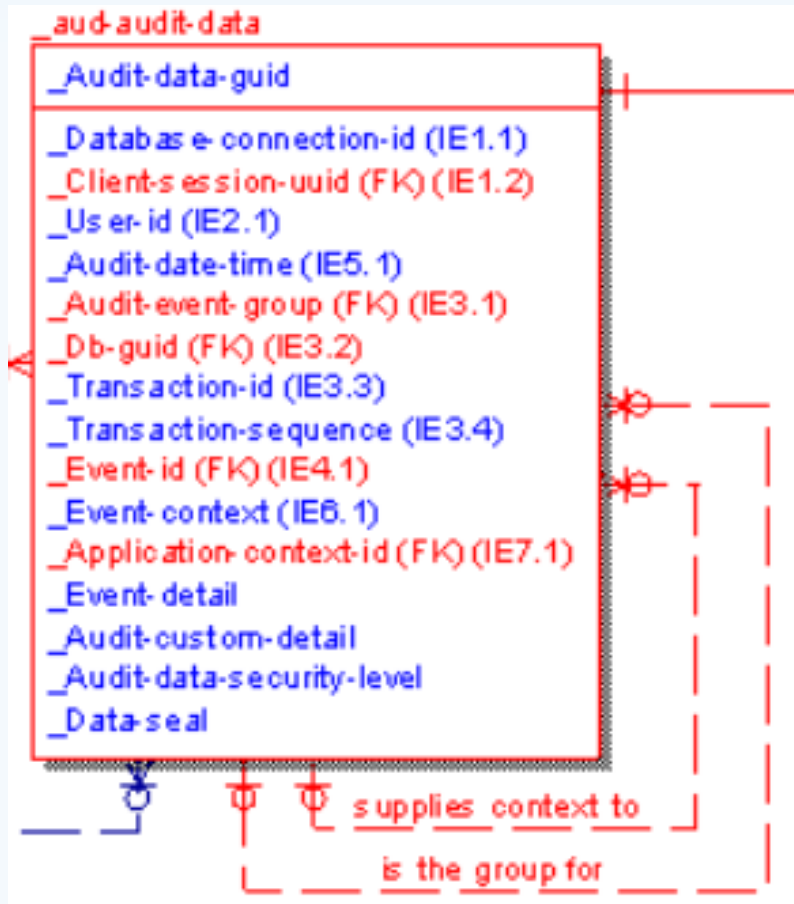 _aud-audit-data
_Audit-data-guid
_Database-connection-id (IE1.1)
_Client-session-uuid (FK) (IE1.2)
_User-id (IE2.1)
_Audit-date-time (IE5.1)
_Audit-event-group (FK) (IE3.1)
_Db-guid (FK) (IE3.2)
_Transaction-id (IE3.3)
_Transaction-sequence (IE3.4)
_Event-id (FK) (IE4.1)
_Event-context (IE6.1)
_Application-context-id (FK) (IE7.1)
_Event-detail
_Audit-custom-detail
_Audit-data-security-level
_Data-seal
supplies context to
is the group for